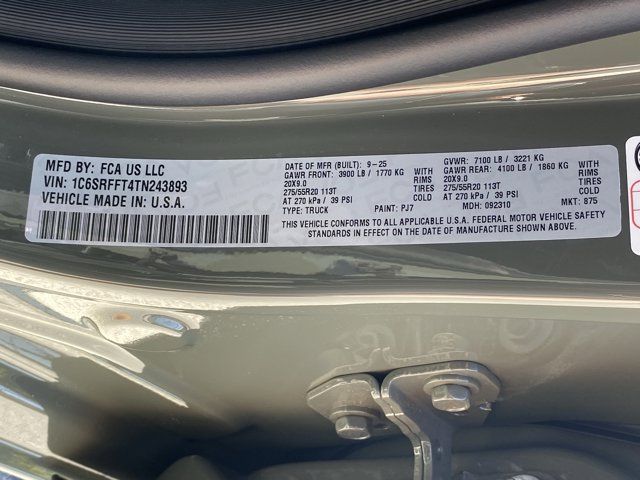 MFG BY: FCA US LLC
VIN: 1C6SRFFT4TN243893
VEHICLE MADE IN: U.S.A.
DATE OF MFR (BUILT): 9-25
GAWR FRONT: 3900 LB / 1770 KG WITH
20X9.0 RIMS
275/55R20 113T TIRES
AT 270 kPa / 39 PSI COLD
TYPE: TRUCK PAINT: PJ7
GVWR: 7100 LB / 3221 KG
GAWR REAR: 4100 LB / 1860 KG WITH
20X9.0 RIMS
275/55R20 113T TIRES
AT 270 kPa / 39 PSI COLD
MDH: 092310 MKT: 875
THIS VEHICLE CONFORMS TO ALL APPLICABLE U.S.A. FEDERAL MOTOR VEHICLE SAFETY
STANDARDS IN EFFECT ON DATE OF MANUFACTURE SHOWN ABOVE.